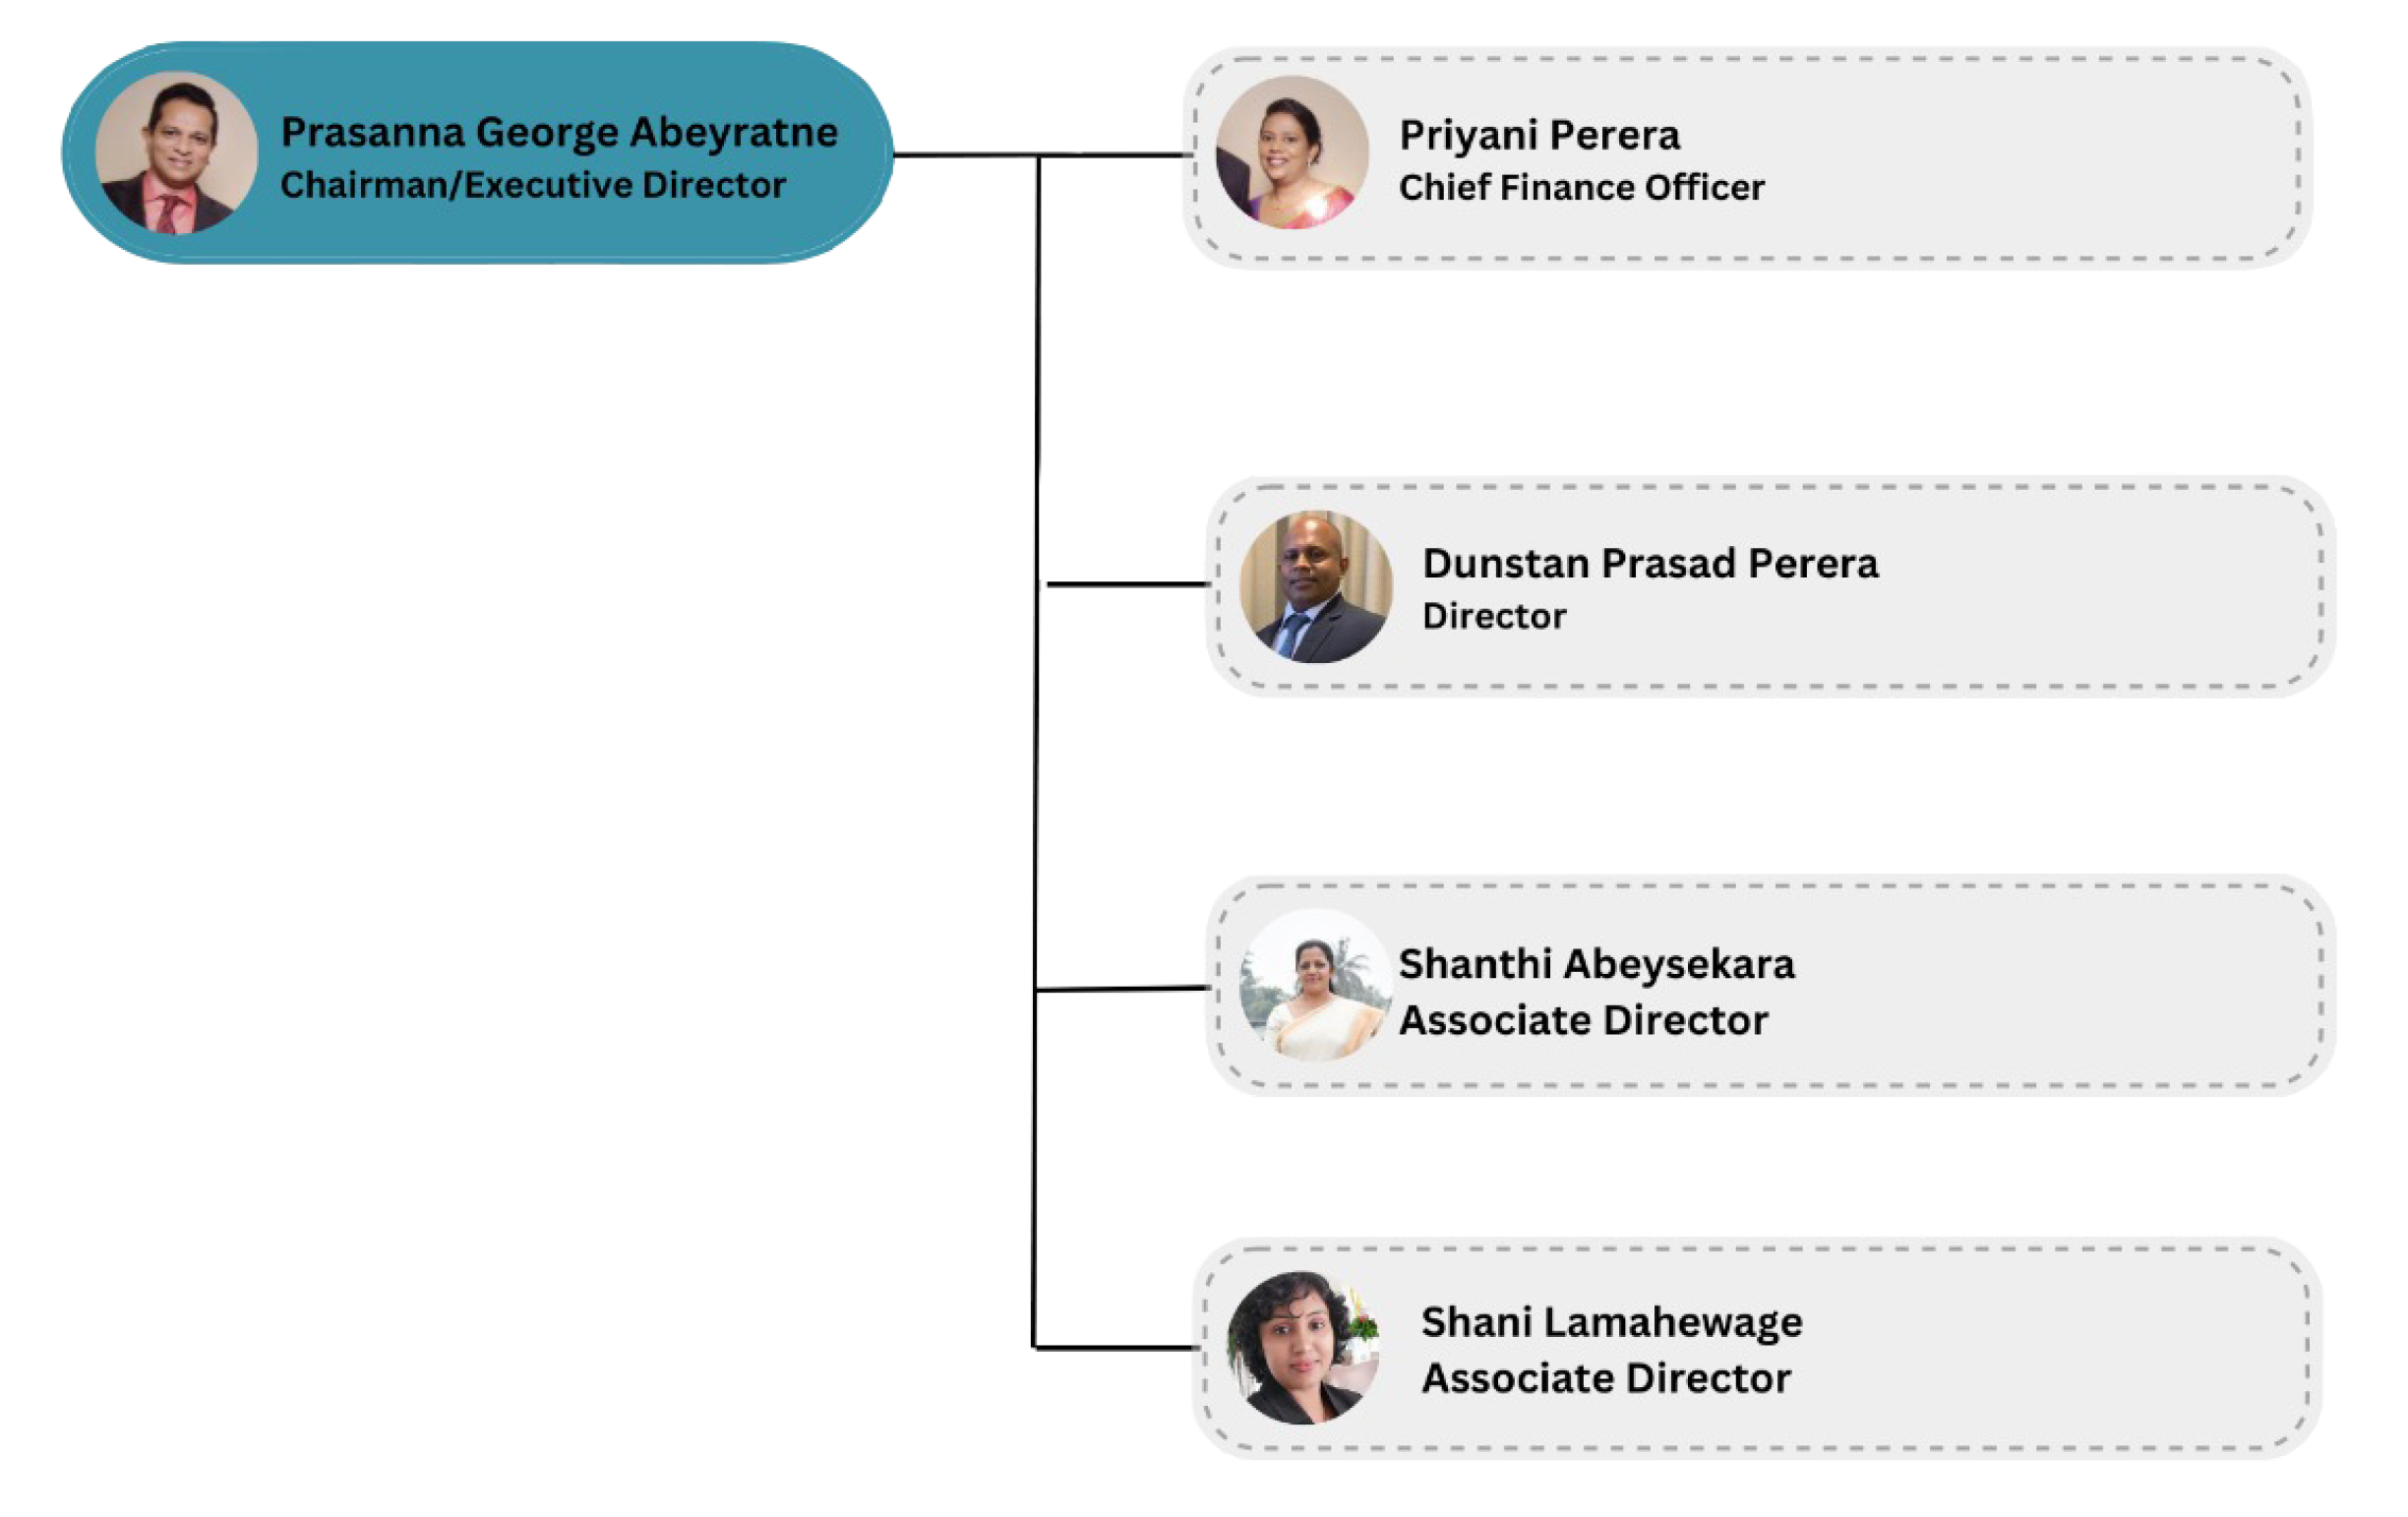 Prasanna George Abeyratne
Chairman/Executive Director
Priyani Perera
Chief Finance Officer
Dunstan Prasad Perera
Director
Shanthi Abeysekara
Associate Director
Shani Lamahewage
Associate Director